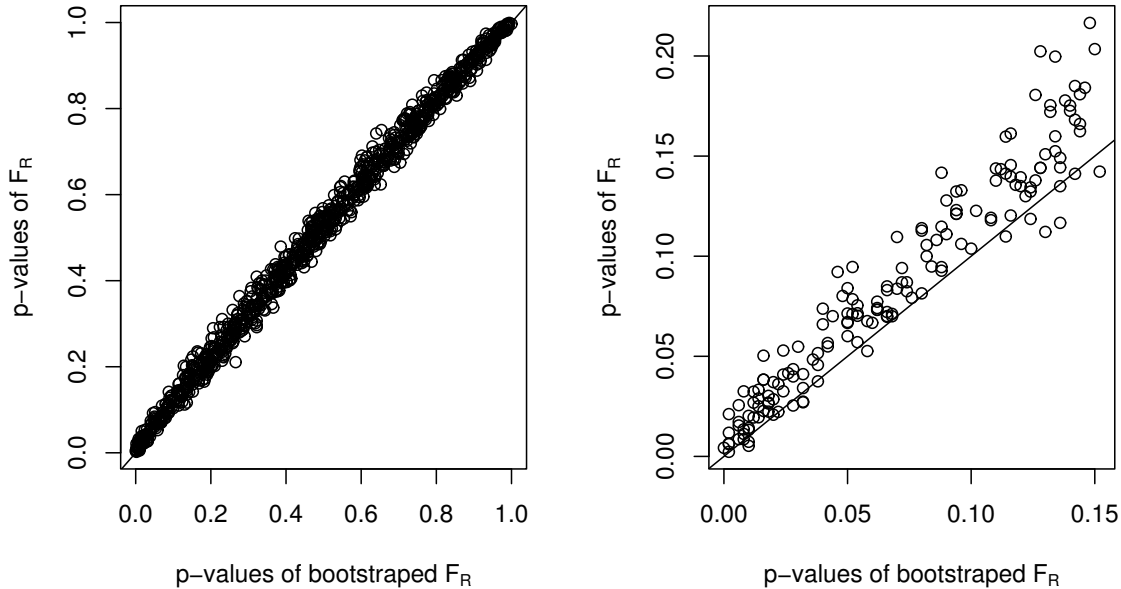 p−values of F_R
1.0
0.8
0.6
0.4
0.2
0.0
0.0 0.2 0.4 0.6 0.8 1.0
p−values of bootstraped F_R
p−values of F_R
0.20
0.15
0.10
0.05
0.00
0.00 0.05 0.10 0.15
p−values of bootstraped F_R